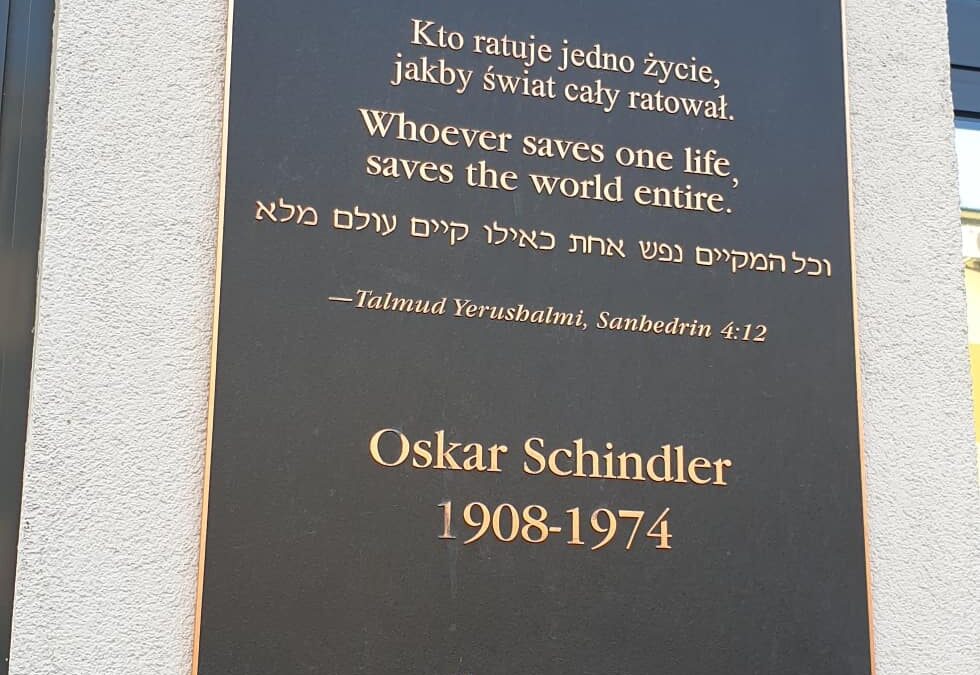 Kto ratuje jedno życie,
jakby świat cały ratował.
Whoever saves one life,
saves the world entire.
וכל המקיים נפש אחת כאילו קיים עולם מלא
—Talmud Yerushalmi, Sanhedrin 4:12
Oskar Schindler
1908-1974